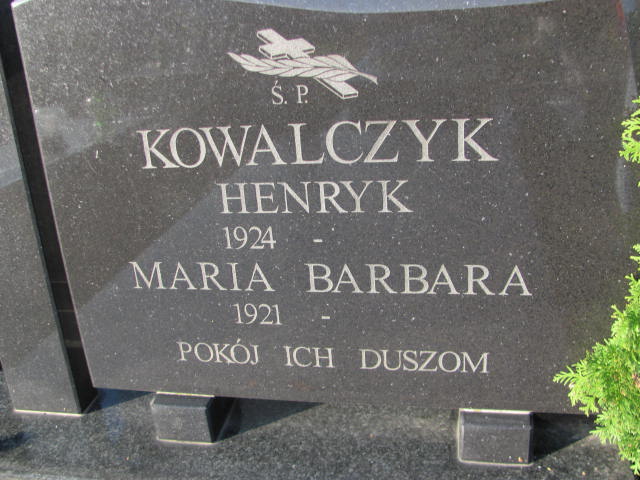 Ś. P.
KOWALCZYK
HENRYK
1924 -
MARIA BARBARA
1921 -
POKÓJ ICH DUSZOM